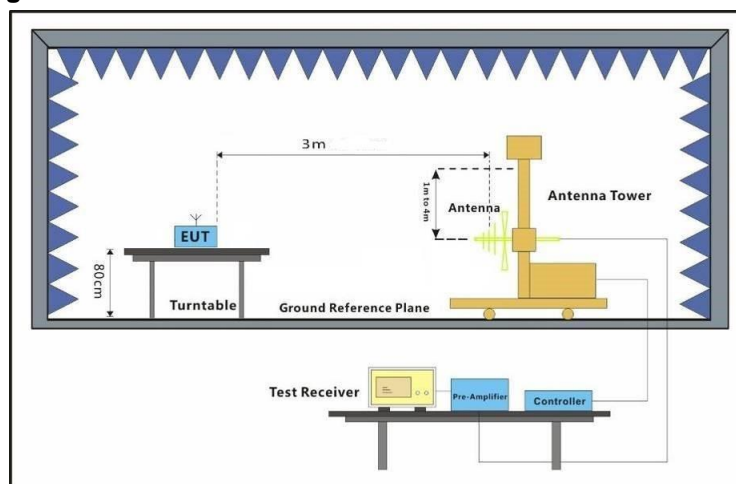 3m
1m to 4m
Antenna Tower
Antenna
EUT
80cm
Turntable
Ground Reference Plane
Test Receiver
Pre-Amplifier
Controller